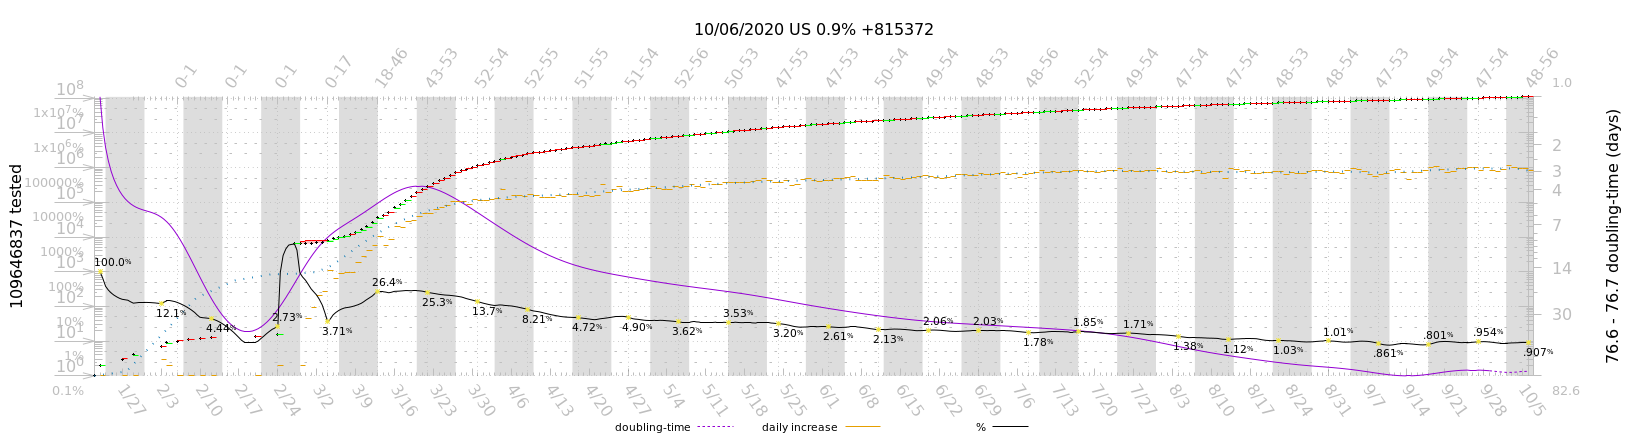 10/06/2020 US 0.9% +815372
0-1 0-1 0-1 0-17 18-46 43-53 52-54 52-55 51-55 51-54 52-56 50-53 47-55 47-53 50-54 49-54 48-53 48-56 52-54 49-54 47-54 47-54 48-53 48-54 47-53 49-54 47-54 48-56
10⁸ 1.0
1x10⁷%
10⁷
1x10⁶% 2
10⁶
3
100000%
10⁵ 4
10000%
10⁴ 7
1000%
10³ 14
100%
10² 30
10%
10¹
1%
10⁰
0.1% 82.6
109646837 tested
76.6 - 76.7 doubling-time (days)
100.0% 12.1% 4.44% 2.73% 3.71% 26.4% 25.3% 13.7% 8.21% 4.72% 4.90% 3.62% 3.53% 3.20% 2.61% 2.13% 2.06% 2.03% 1.78% 1.85% 1.71% 1.38% 1.12% 1.03% 1.01% .861% .801% .954% .907%
1/27 2/3 2/10 2/17 2/24 3/2 3/9 3/16 3/23 3/30 4/6 4/13 4/20 4/27 5/4 5/11 5/18 5/25 6/1 6/8 6/15 6/22 6/29 7/6 7/13 7/20 7/27 8/3 8/10 8/17 8/24 8/31 9/7 9/14 9/21 9/28 10/5
doubling-time daily increase %